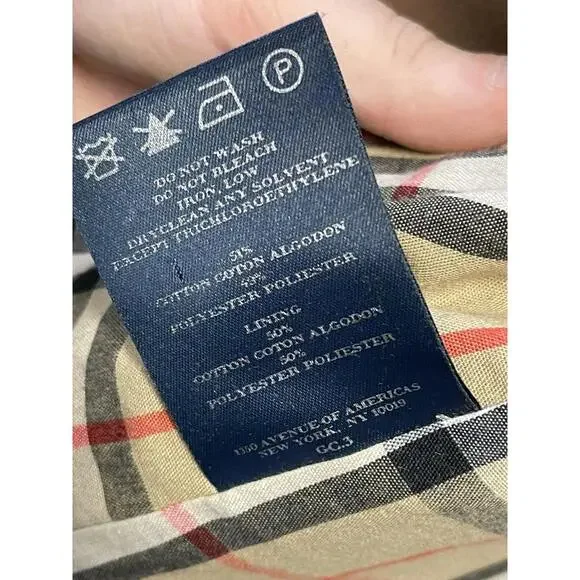 P
DO NOT WASH
DO NOT BLEACH
IRON, LOW
DRYCLEAN ANY SOLVENT
EXCEPT TRICHLOROETHYLENE
51%
COTTON COTON ALGODON
49%
POLYESTER POLIESTER
LINING
50%
COTTON COTON ALGODON
50%
POLYESTER POLIESTER
1350 AVENUE OF AMERICAS
NEW YORK, NY 10019
GC.3